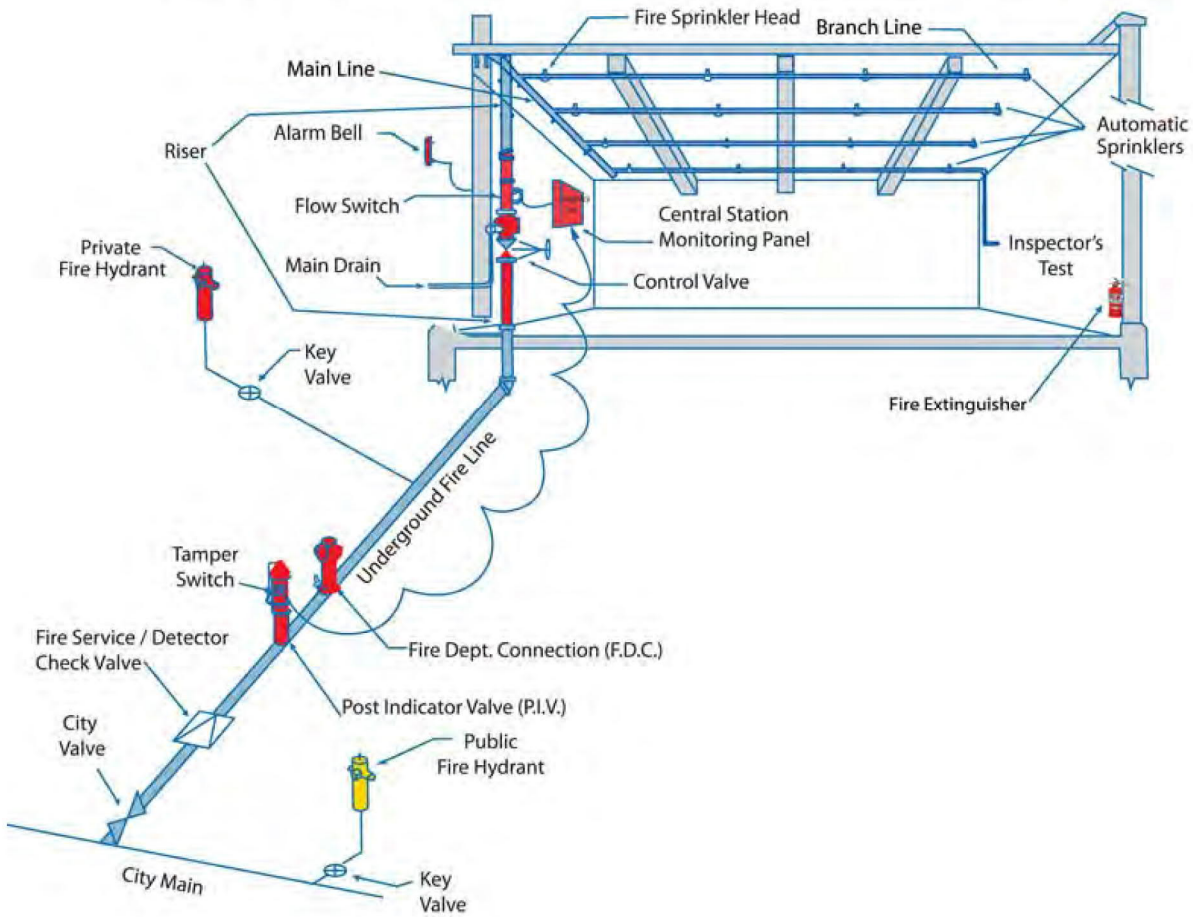 Fire Sprinkler Head
Branch Line
Main Line
Alarm Bell
Riser
Automatic
Sprinklers
Flow Switch
Central Station
Monitoring Panel
Private
Fire Hydrant
Main Drain
Control Valve
Inspector's
Test
Key
Valve
Fire Extinguisher
Underground Fire Line
Tamper
Switch
Fire Service / Detector
Check Valve
Fire Dept. Connection (F.D.C.)
Post Indicator Valve (P.I.V.)
City
Valve
Public
Fire Hydrant
City Main
Key
Valve